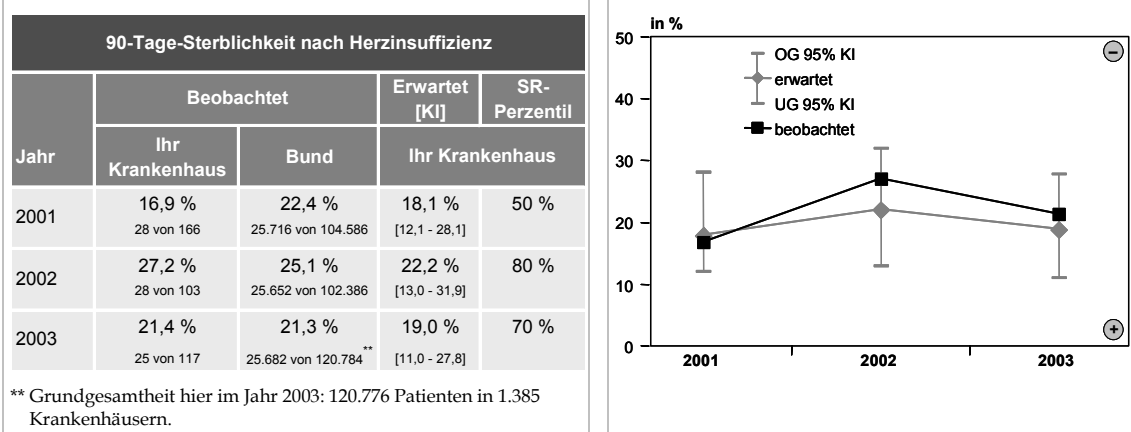 90-Tage-Sterblichkeit nach Herzinsuffizienz
Jahr
Beobachtet
Erwartet
[KI]
SR-
Perzentil
Ihr
Krankenhaus
Bund
Ihr Krankenhaus
2001
16,9 %
22,4 %
18,1 %
50 %
28 von 166
25.716 von 104.586
[12,1 - 28,1]
2002
27,2 %
25,1 %
22,2 %
80 %
28 von 103
25.652 von 102.386
[13,0 - 31,9]
2003
21,4 %
21,3 %
19,0 %
70 %
25 von 117
25.682 von 120.784**
[11,0 - 27,8]
** Grundgesamtheit hier im Jahr 2003: 120.776 Patienten in 1.385
Krankenhäusern.
in %
50
40
30
20
10
0
OG 95% KI
erwartet
UG 95% KI
beobachtet
−
+
2001
2002
2003